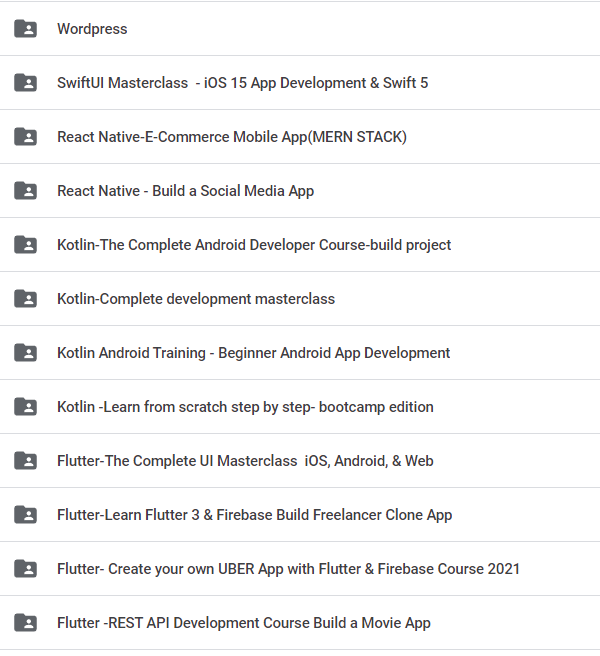 Wordpress
SwiftUI Masterclass  - iOS 15 App Development & Swift 5
React Native-E-Commerce Mobile App(MERN STACK)
React Native - Build a Social Media App
Kotlin-The Complete Android Developer Course-build project
Kotlin-Complete development masterclass
Kotlin Android Training - Beginner Android App Development
Kotlin -Learn from scratch step by step- bootcamp edition
Flutter-The Complete UI Masterclass  iOS, Android, & Web
Flutter-Learn Flutter 3 & Firebase Build Freelancer Clone App
Flutter- Create your own UBER App with Flutter & Firebase Course 2021
Flutter -REST API Development Course Build a Movie App